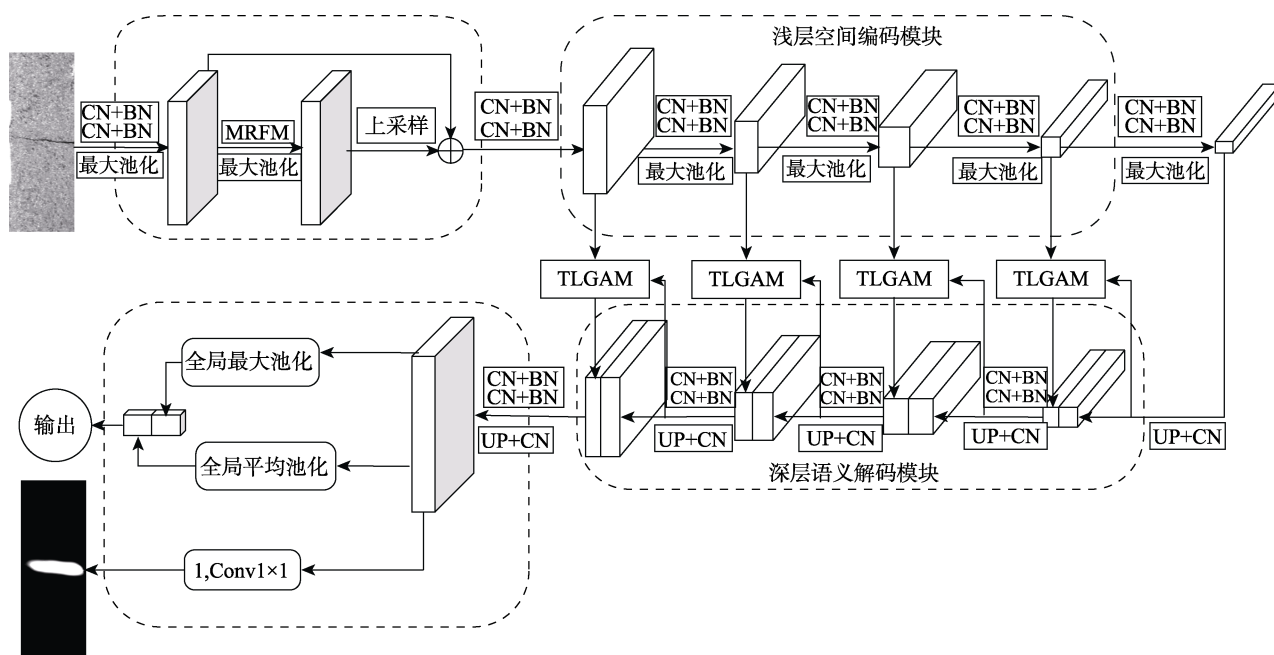 浅层空间编码模块
CN+BN
CN+BN
最大池化
MRFM
最大池化
上采样
CN+BN
CN+BN
CN+BN
CN+BN
最大池化
CN+BN
CN+BN
最大池化
CN+BN
CN+BN
最大池化
CN+BN
CN+BN
最大池化
TLGAM
TLGAM
TLGAM
TLGAM
全局最大池化
输出
全局平均池化
1,Conv1×1
CN+BN
CN+BN
UP+CN
CN+BN
CN+BN
UP+CN
CN+BN
CN+BN
UP+CN
CN+BN
CN+BN
UP+CN
UP+CN
深层语义解码模块